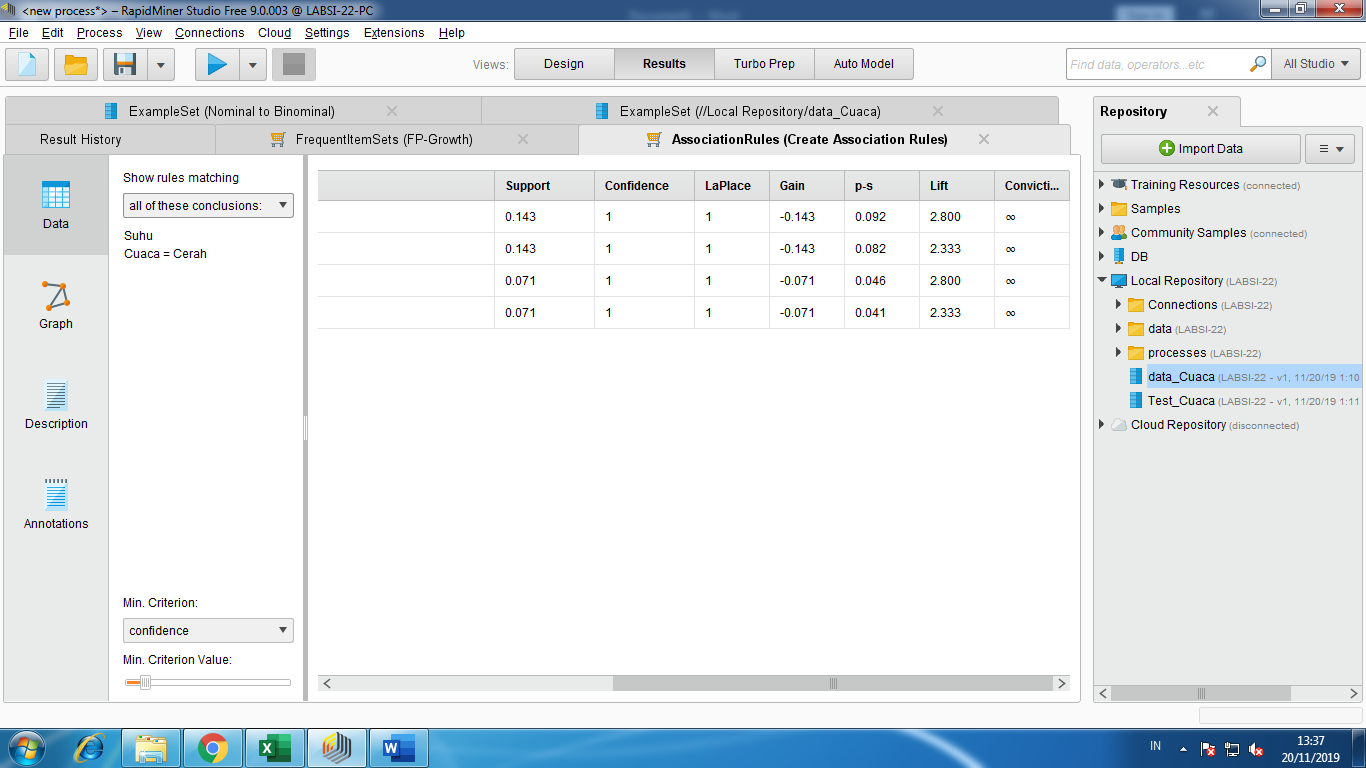 <new process*> – RapidMiner Studio Free 9.0.003 @ LABSI-22-PC
File Edit Process View Connections Cloud Settings Extensions Help
Views: Design Results Turbo Prep Auto Model Find data, operators...etc All Studio
ExampleSet (Nominal to Binominal) ExampleSet (//Local Repository/data_Cuaca)
Result History FrequentItemSets (FP-Growth) AssociationRules (Create Association Rules)
Data
Graph
Description
Annotations
Show rules matching
all of these conclusions:
Suhu
Cuaca = Cerah
Min. Criterion:
confidence
Min. Criterion Value:
Support Confidence LaPlace Gain p-s Lift Convicti...
0.143 1 1 -0.143 0.092 2.800 ∞
0.143 1 1 -0.143 0.082 2.333 ∞
0.071 1 1 -0.071 0.046 2.800 ∞
0.071 1 1 -0.071 0.041 2.333 ∞
Repository
Import Data
Training Resources (connected)
Samples
Community Samples (connected)
DB
Local Repository (LABSI-22)
Connections (LABSI-22)
data (LABSI-22)
processes (LABSI-22)
data_Cuaca (LABSI-22 - v1, 11/20/19 1:10
Test_Cuaca (LABSI-22 - v1, 11/20/19 1:11
Cloud Repository (disconnected)
IN
13:37
20/11/2019